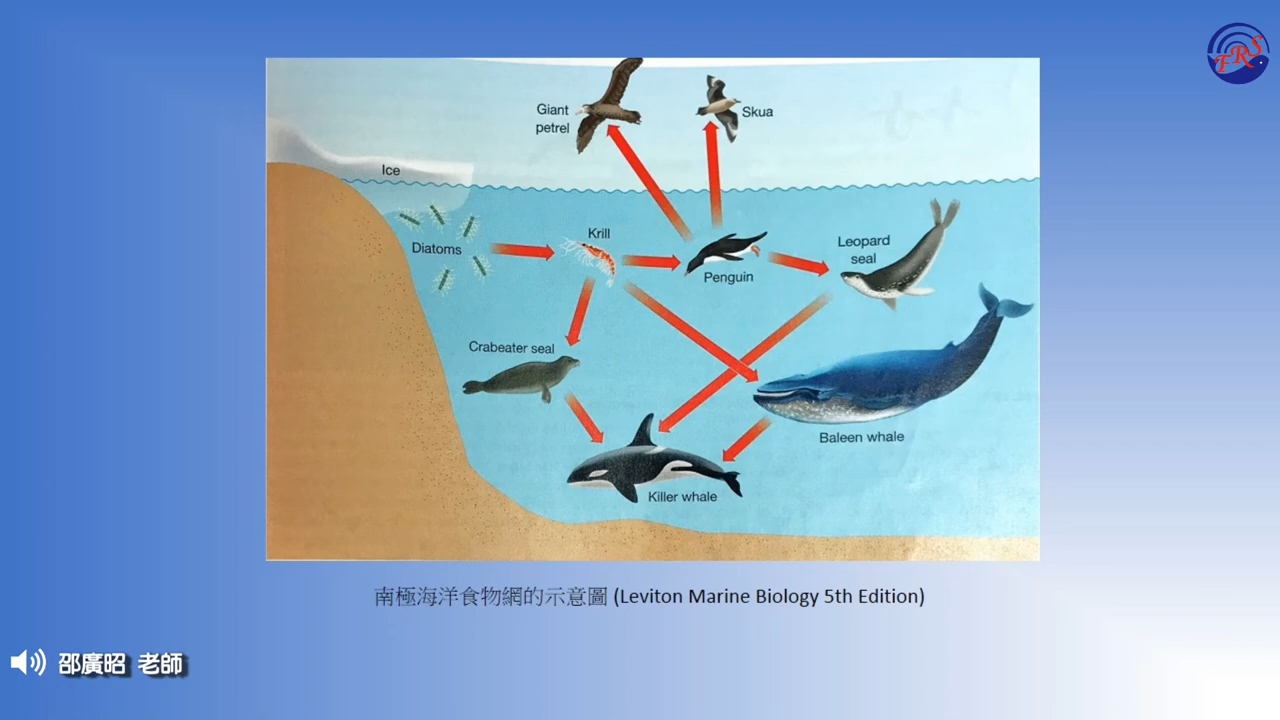 FRS
Giant
petrel
Skua
Ice
Krill
Diatoms
Penguin
Leopard
seal
Crabeater seal
Baleen whale
Killer whale
南極海洋食物網的示意圖 (Leviton Marine Biology 5th Edition)
邵廣昭 老師